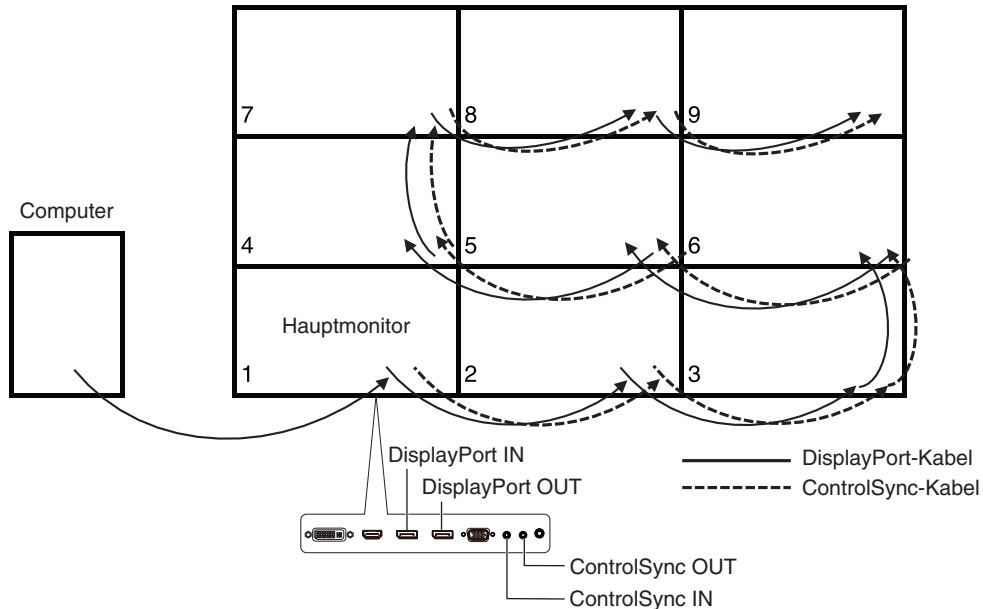 7
8
9
Computer
4
5
6
Hauptmonitor
1
2
3
DisplayPort IN
DisplayPort OUT
DisplayPort-Kabel
ControlSync-Kabel
ControlSync OUT
ControlSync IN